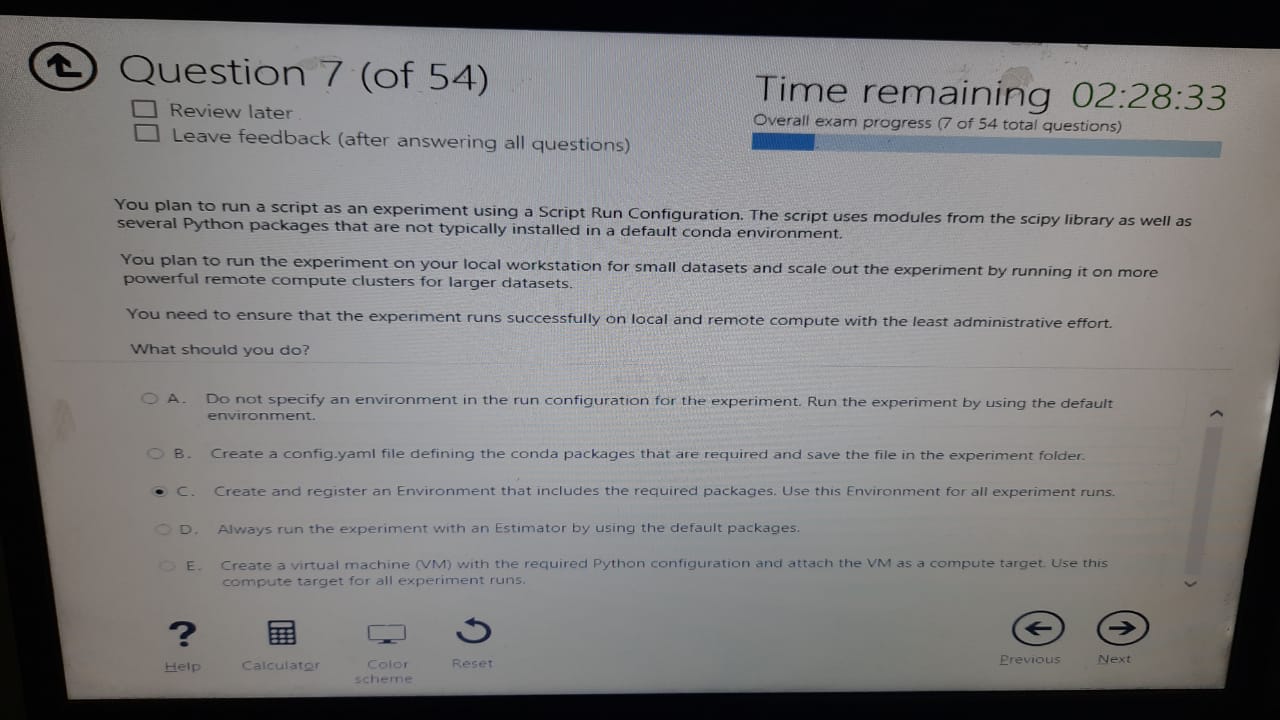 Question 7 (of 54)
Review later
Leave feedback (after answering all questions)
Time remaining 02:28:33
Overall exam progress (7 of 54 total questions)
You plan to run a script as an experiment using a Script Run Configuration. The script uses modules from the scipy library as well as
several Python packages that are not typically installed in a default conda environment.
You plan to run the experiment on your local workstation for small datasets and scale out the experiment by running it on more
powerful remote compute clusters for larger datasets.
You need to ensure that the experiment runs successfully on local and remote compute with the least administrative effort.
What should you do?
A. Do not specify an environment in the run configuration for the experiment. Run the experiment by using the default
environment.
B. Create a config.yaml file defining the conda packages that are required and save the file in the experiment folder.
C. Create and register an Environment that includes the required packages. Use this Environment for all experiment runs.
D. Always run the experiment with an Estimator by using the default packages.
E. Create a virtual machine (VM) with the required Python configuration and attach the VM as a compute target. Use this
compute target for all experiment runs.
?
Help
Calculator
Color
scheme
Reset
Previous
Next